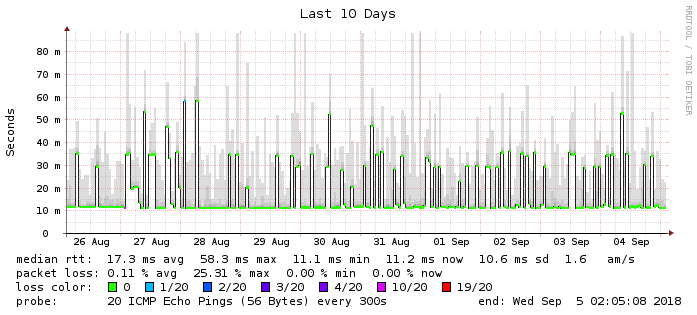 Last 10 Days
RRDTOOL / TOBI OETIKER
Seconds
80 m
70 m
60 m
50 m
40 m
30 m
20 m
10 m
0
26 Aug 27 Aug 28 Aug 29 Aug 30 Aug 31 Aug 01 Sep 02 Sep 03 Sep 04 Sep
median rtt: 17.3 ms avg 58.3 ms max 11.1 ms min 11.2 ms now 10.6 ms sd 1.6 am/s
packet loss: 0.11 % avg 25.31 % max 0.00 % min 0.00 % now
loss color: 0 1/20 2/20 3/20 4/20 10/20 19/20
probe: 20 ICMP Echo Pings (56 Bytes) every 300s end: Wed Sep 5 02:05:08 2018